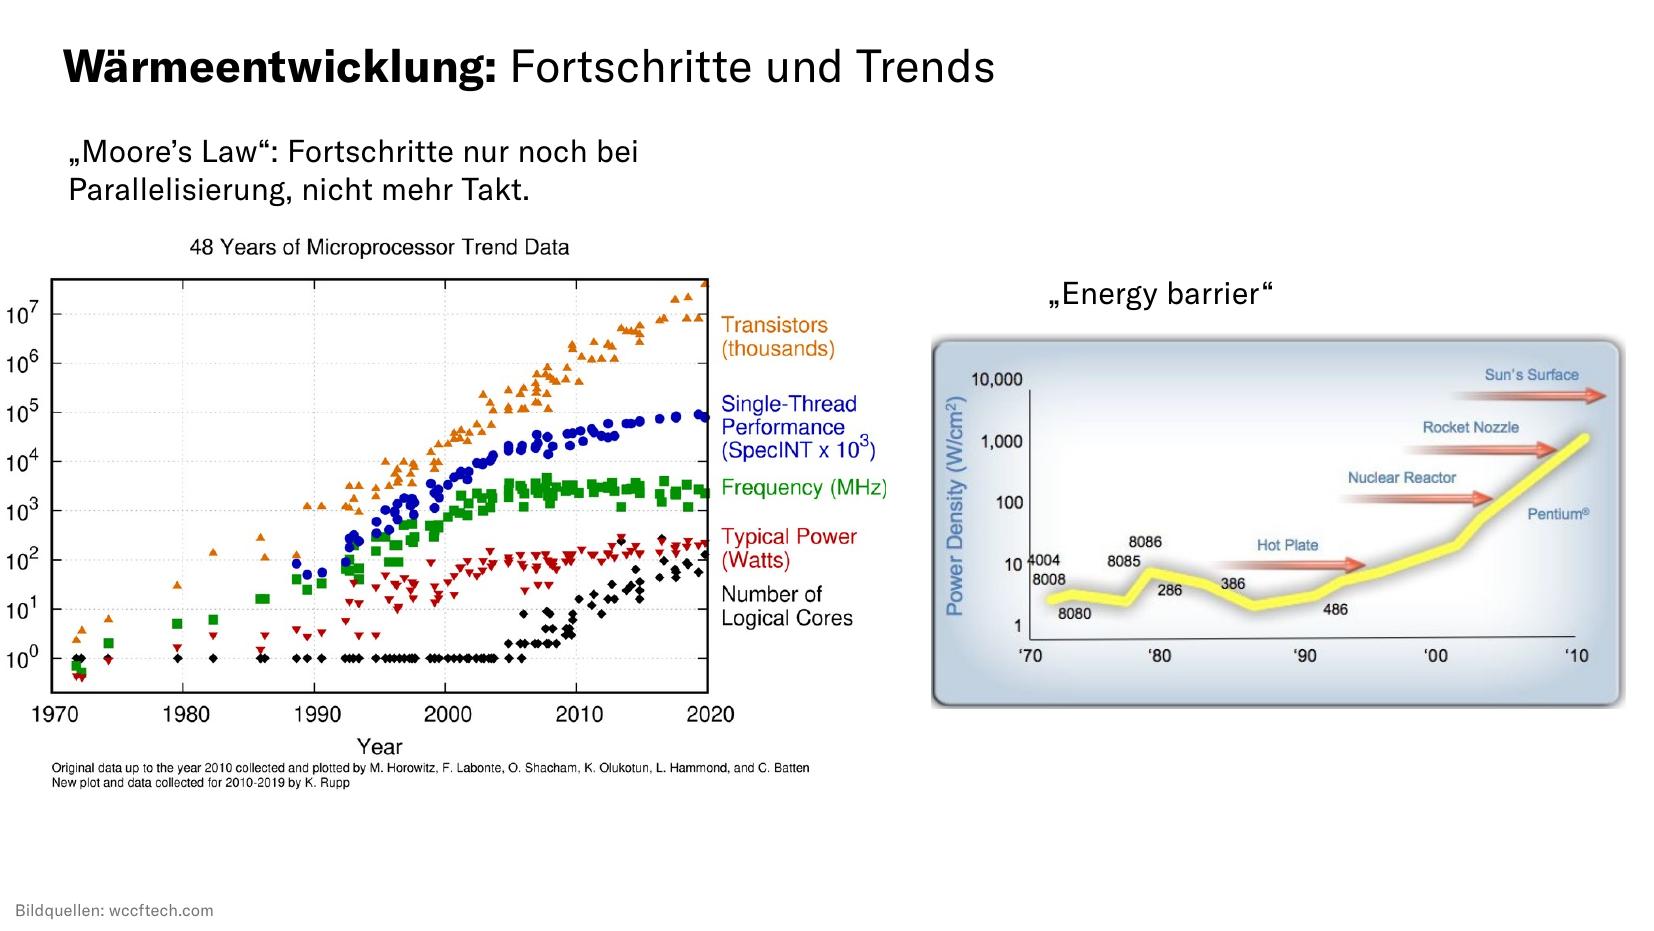 Wärmeentwicklung: Fortschritte und Trends
„Moore’s Law“: Fortschritte nur noch bei
Parallelisierung, nicht mehr Takt.
48 Years of Microprocessor Trend Data
10^7
10^6
10^5
10^4
10^3
10^2
10^1
10^0
Transistors
(thousands)
Single-Thread
Performance
(SpecINT x 10^3)
Frequency (MHz)
Typical Power
(Watts)
Number of
Logical Cores
1970 1980 1990 2000 2010 2020
Year
Original data up to the year 2010 collected and plotted by M. Horowitz, F. Labonte, O. Shacham, K. Olukotun, L. Hammond, and C. Batten
New plot and data collected for 2010-2019 by K. Rupp
„Energy barrier“
Power Density (W/cm²)
10,000
1,000
100
10
1
Sun's Surface
Rocket Nozzle
Nuclear Reactor
Pentium®
Hot Plate
4004
8008
8080
8086
8085
286
386
486
‘70 ‘80 ‘90 ‘00 ‘10
Bildquellen: wccftech.com